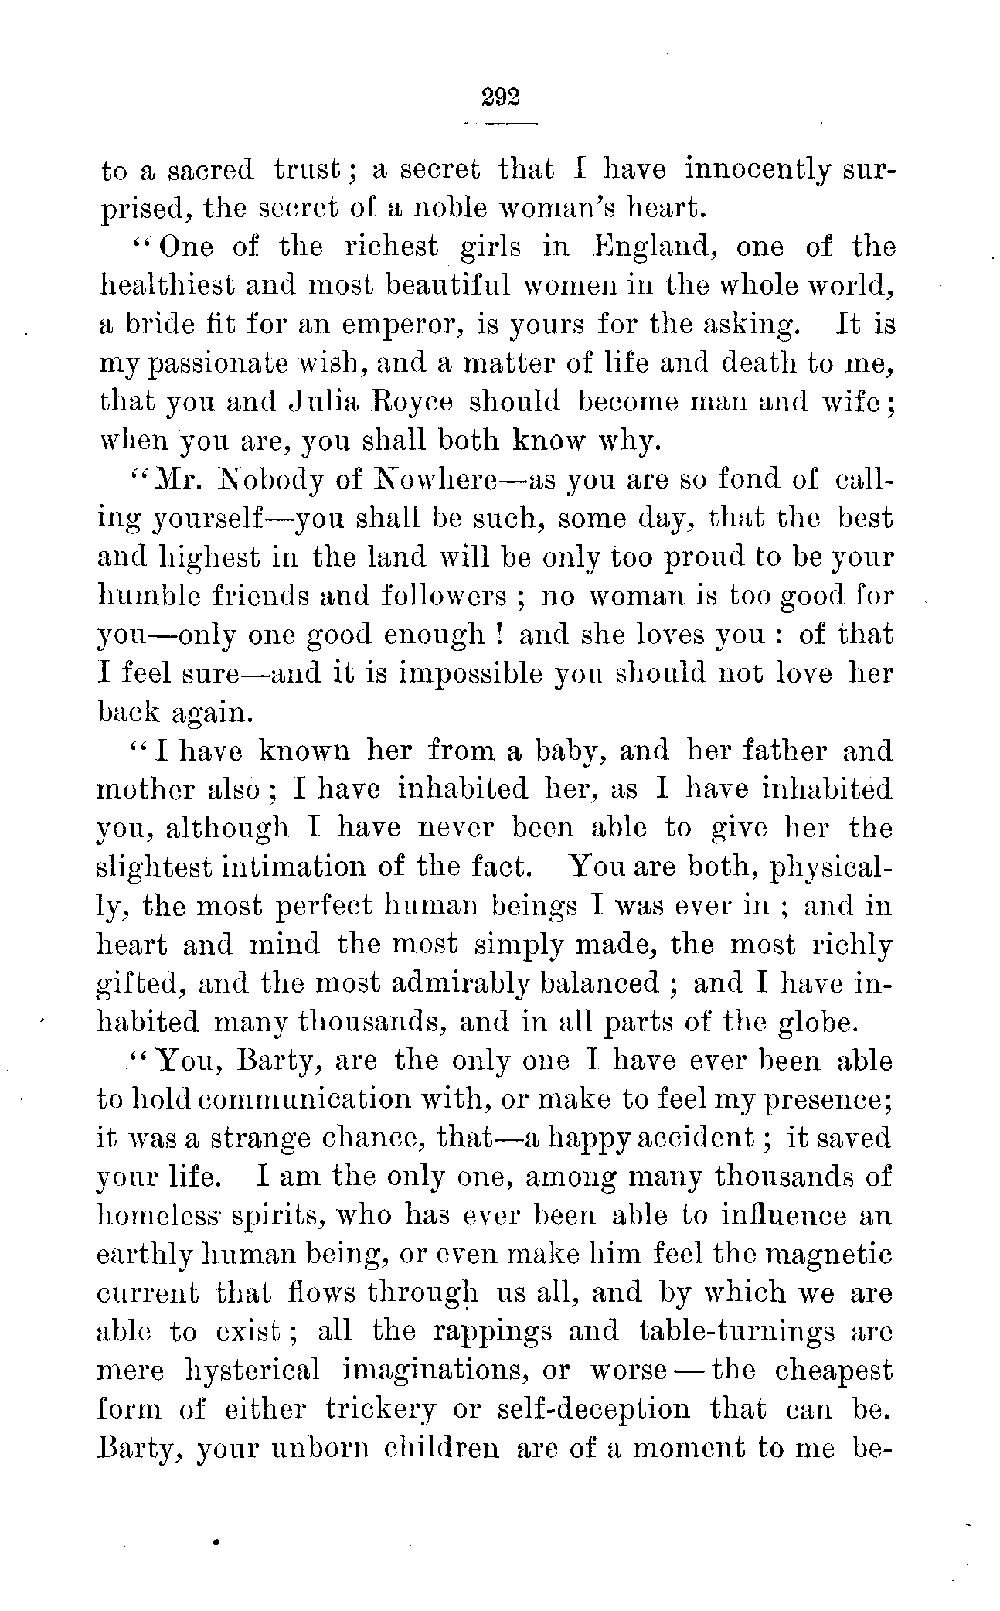 292
to a sacred trust ; a secret that I have innocently sur-
prised, the secret of a noble woman's heart.
“One of the richest girls in England, one of the
healthiest and most beautiful women in the whole world,
a bride fit for an emperor, is yours for the asking. It is
my passionate wish, and a matter of life and death to me,
that you and Julia Royce should become man and wife ;
when you are, you shall both know why.
“Mr. Nobody of Nowhere—as you are so fond of call-
ing yourself—you shall be such, some day, that the best
and highest in the land will be only too proud to be your
humble friends and followers ; no woman is too good for
you—only one good enough ! and she loves you : of that
I feel sure—and it is impossible you should not love her
back again.
“I have known her from a baby, and her father and
mother also ; I have inhabited her, as I have inhabited
you, although I have never been able to give her the
slightest intimation of the fact. You are both, physical-
ly, the most perfect human beings I was ever in ; and in
heart and mind the most simply made, the most richly
gifted, and the most admirably balanced ; and I have in-
habited many thousands, and in all parts of the globe.
“You, Barty, are the only one I have ever been able
to hold communication with, or make to feel my presence;
it was a strange chance, that—a happy accident ; it saved
your life. I am the only one, among many thousands of
homeless spirits, who has ever been able to influence an
earthly human being, or even make him feel the magnetic
current that flows through us all, and by which we are
able to exist ; all the rappings and table-turnings are
mere hysterical imaginations, or worse — the cheapest
form of either trickery or self-deception that can be.
Barty, your unborn children are of a moment to me be-